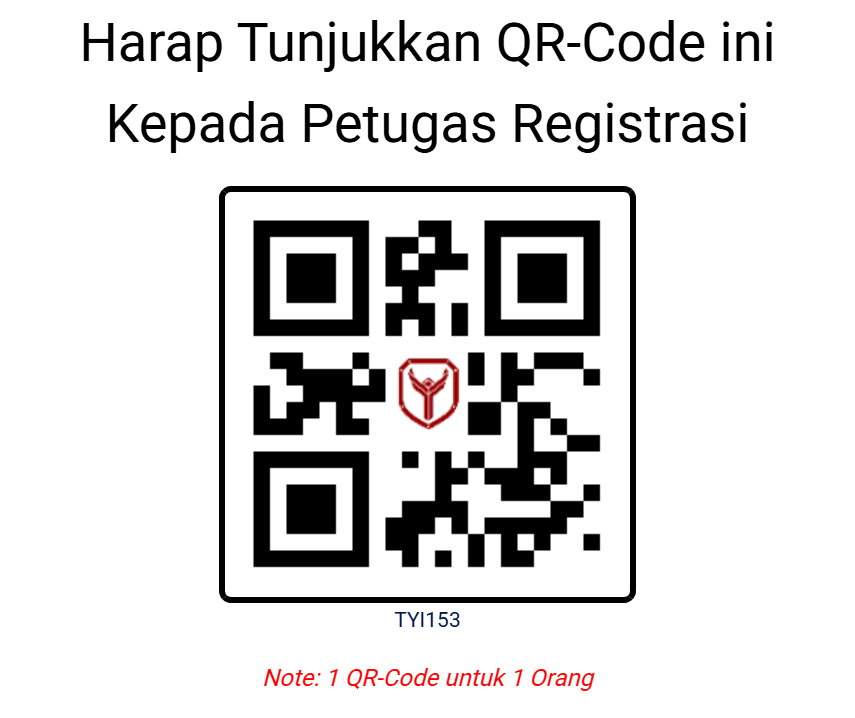 Harap Tunjukkan QR-Code ini
Kepada Petugas Registrasi
TYI153
Note: 1 QR-Code untuk 1 Orang